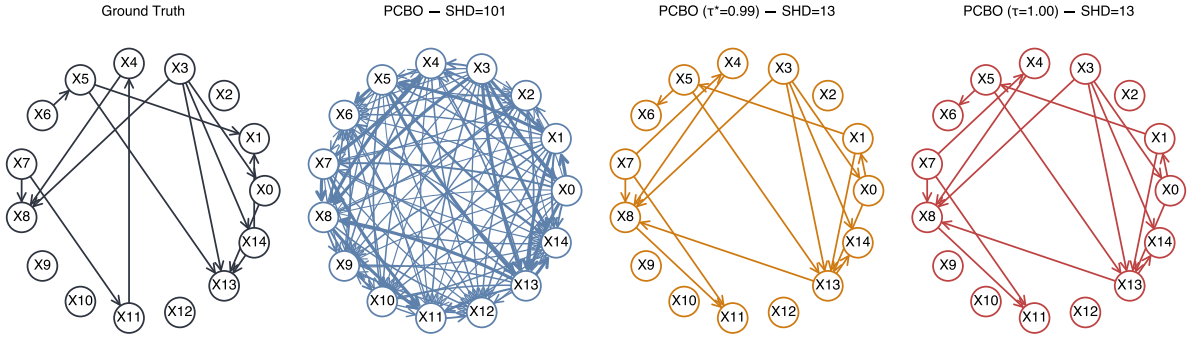 Ground Truth
X4
X3
X5
X2
X6
X1
X7
X0
X8
X14
X9
X13
X10
X12
X11
PCBO — SHD=101
X4
X3
X5
X2
X6
X1
X7
X0
X8
X14
X9
X13
X10
X12
X11
PCBO (τ*=0.99) — SHD=13
X4
X3
X5
X2
X6
X1
X7
X0
X8
X14
X9
X13
X10
X12
X11
PCBO (τ=1.00) — SHD=13
X4
X3
X5
X2
X6
X1
X7
X0
X8
X14
X9
X13
X10
X12
X11